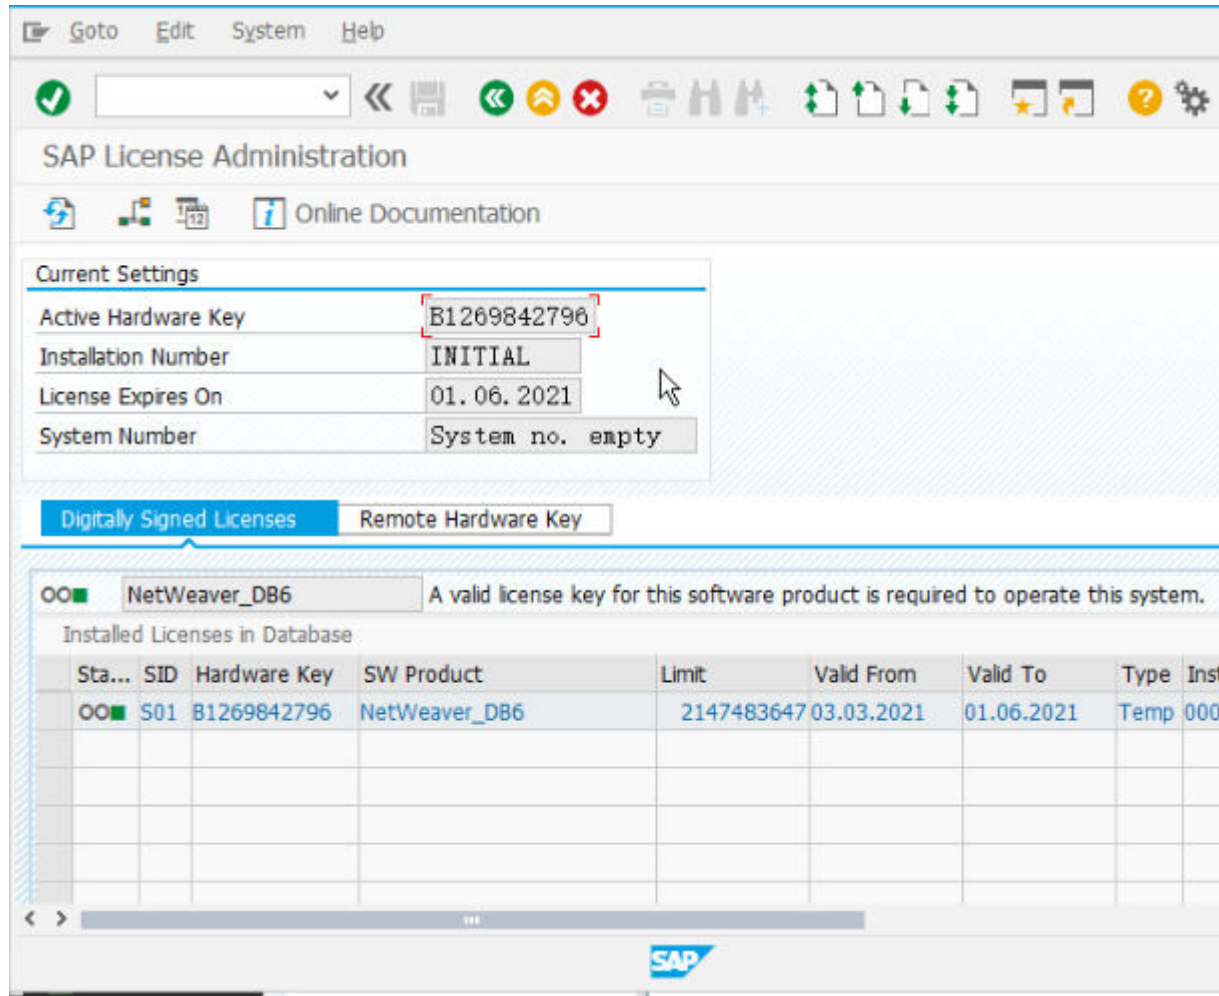 Goto Edit System Help
SAP License Administration
Online Documentation
Current Settings
Active Hardware Key B1269842796
Installation Number INITIAL
License Expires On 01.06.2021
System Number System no. empty
Digitally Signed Licenses Remote Hardware Key
NetWeaver_DB6 A valid license key for this software product is required to operate this system.
Installed Licenses in Database
Sta... SID Hardware Key SW Product Limit Valid From Valid To Type Inst
S01 B1269842796 NetWeaver_DB6 2147483647 03.03.2021 01.06.2021 Temp 000
SAP